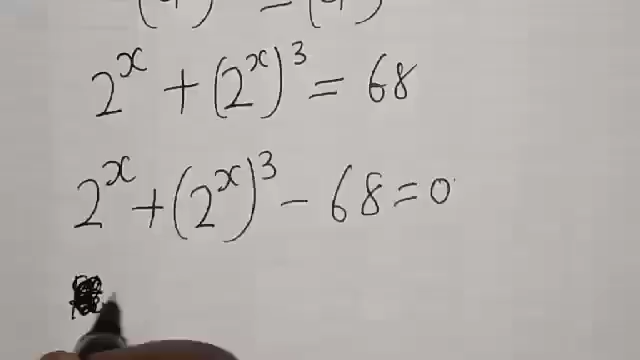 2^x + (2^x)^3 = 68
2^x + (2^x)^3 - 68 = 0